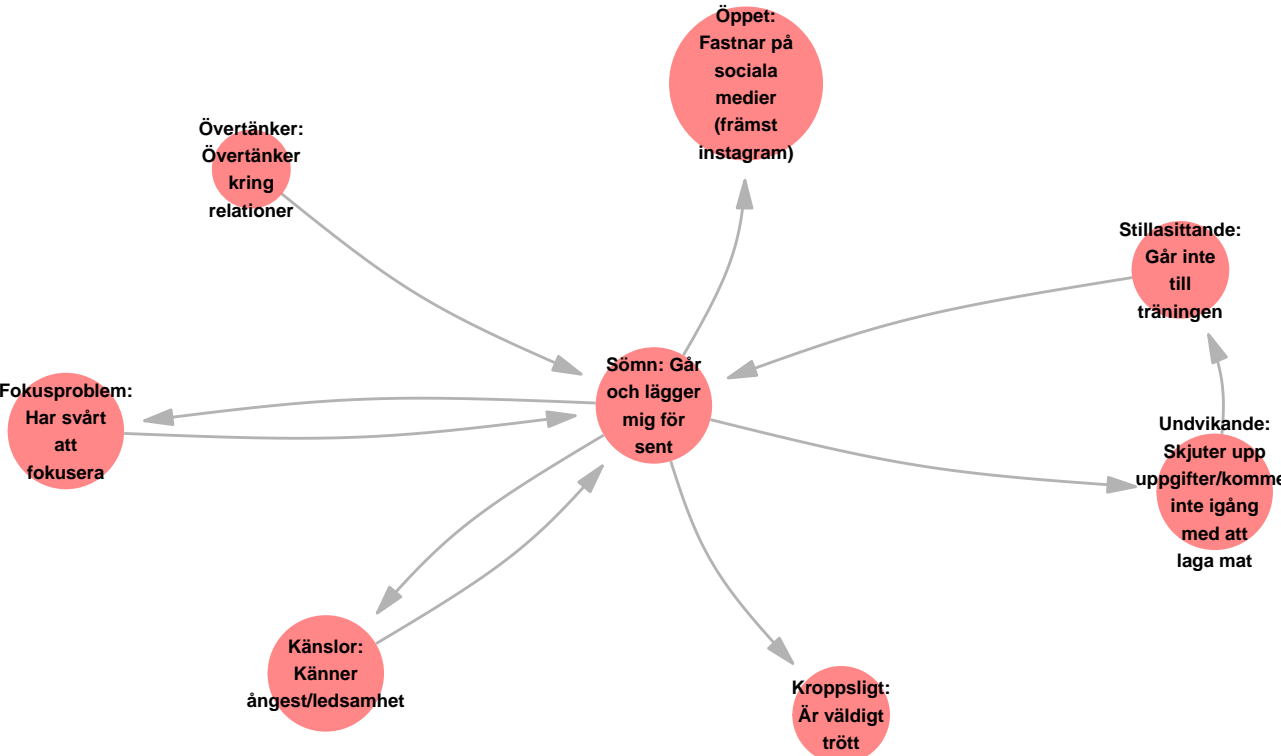 Öppet:
Fastnar på
sociala
medier
(främst
instagram)
Övertänker:
Övertänker
kring
relationer
Stillasittande:
Går inte
till
träningen
Sömn: Går
och lägger
mig för
sent
Fokusproblem:
Har svårt
att
fokusera
Undvikande:
Skjuter upp
uppgifter/komme
inte igång
med att
laga mat
Känslor:
Känner
ångest/ledsamhet
Kroppsligt:
Är väldigt
trött